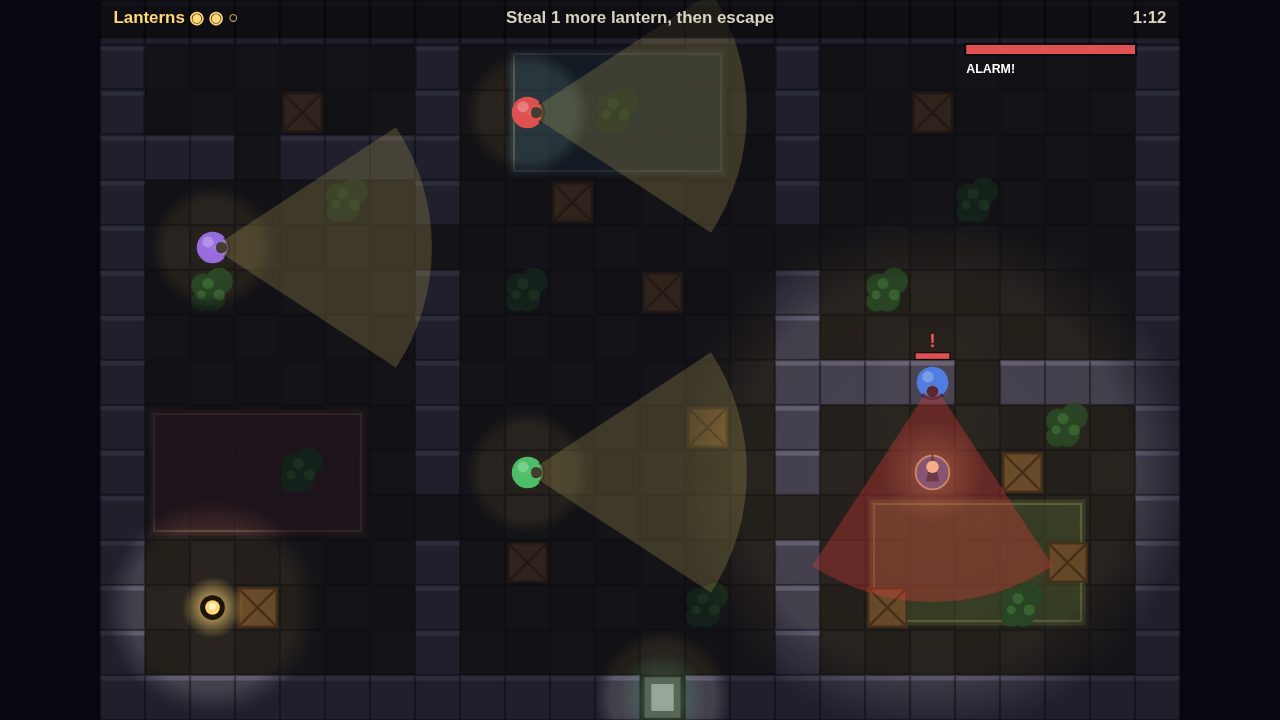 Lanterns ◉ ◉ ○
Steal 1 more lantern, then escape
1:12
ALARM!
!